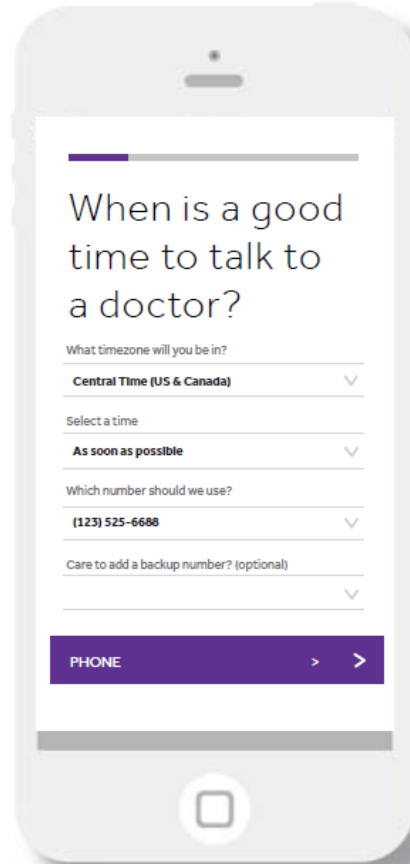 When is a good
time to talk to
a doctor?
What timezone will you be in?
Central Time (US & Canada)
Select a time
As soon as possible
Which number should we use?
(123) 525-6688
Care to add a backup number? (optional)
PHONE > >